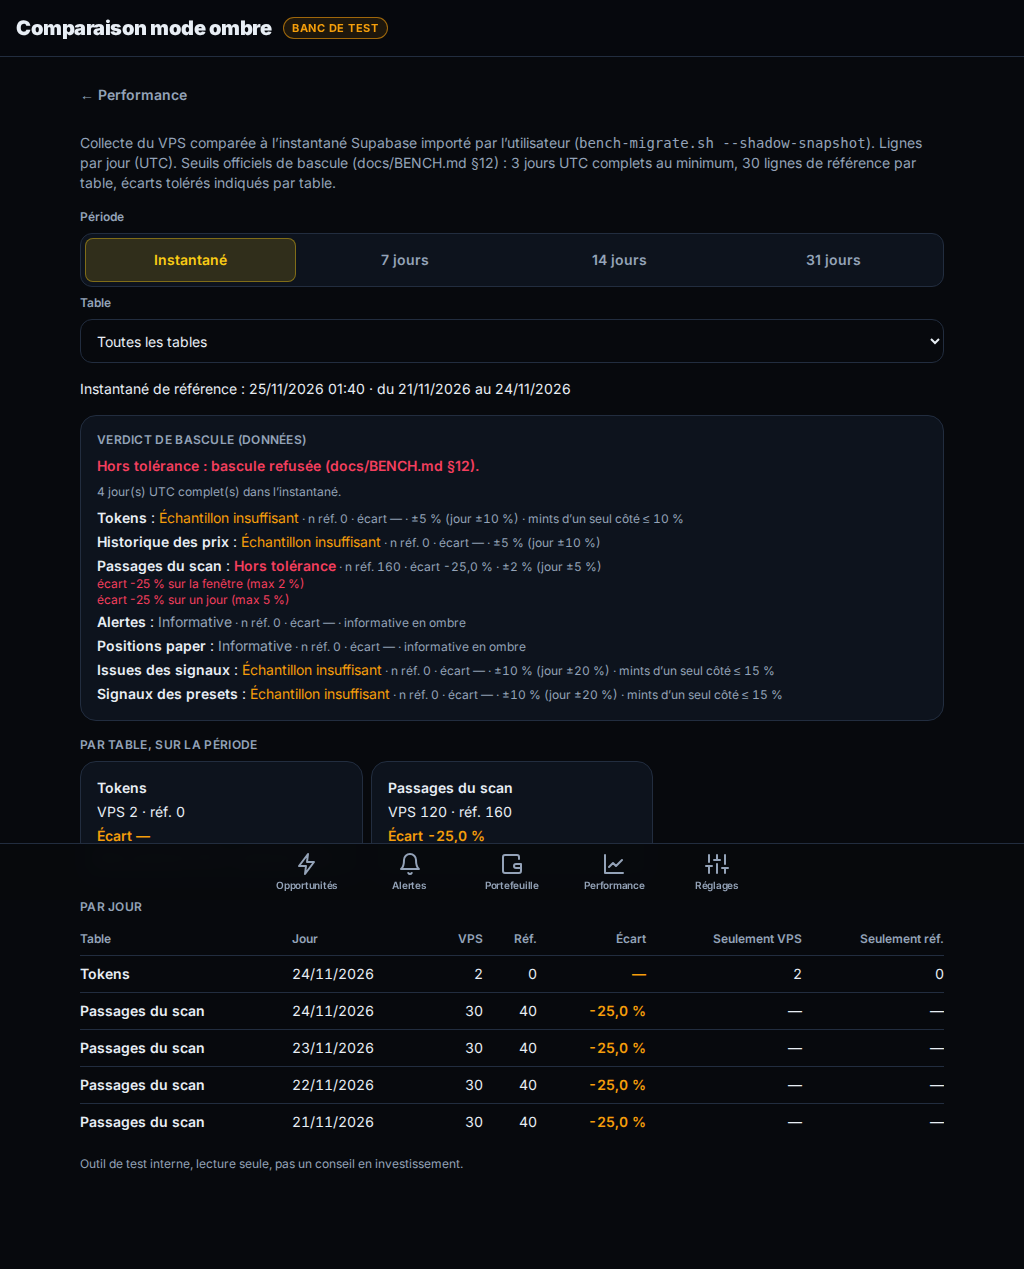 Comparaison mode ombre BANC DE TEST
← Performance
Collecte du VPS comparée à l’instantané Supabase importé par l’utilisateur (bench-migrate.sh --shadow-snapshot). Lignes
par jour (UTC). Seuils officiels de bascule (docs/BENCH.md §12) : 3 jours UTC complets au minimum, 30 lignes de référence par
table, écarts tolérés indiqués par table.
Période
Instantané 7 jours 14 jours 31 jours
Table
Toutes les tables
Instantané de référence : 25/11/2026 01:40 · du 21/11/2026 au 24/11/2026
VERDICT DE BASCULE (DONNÉES)
Hors tolérance : bascule refusée (docs/BENCH.md §12).
4 jour(s) UTC complet(s) dans l’instantané.
Tokens : Échantillon insuffisant · n réf. 0 · écart — · ±5 % (jour ±10 %) · mints d’un seul côté ≤ 10 %
Historique des prix : Échantillon insuffisant · n réf. 0 · écart — · ±5 % (jour ±10 %)
Passages du scan : Hors tolérance · n réf. 160 · écart -25,0 % · ±2 % (jour ±5 %)
écart -25 % sur la fenêtre (max 2 %)
écart -25 % sur un jour (max 5 %)
Alertes : Informative · n réf. 0 · écart — · informative en ombre
Positions paper : Informative · n réf. 0 · écart — · informative en ombre
Issues des signaux : Échantillon insuffisant · n réf. 0 · écart — · ±10 % (jour ±20 %) · mints d’un seul côté ≤ 15 %
Signaux des presets : Échantillon insuffisant · n réf. 0 · écart — · ±10 % (jour ±20 %) · mints d’un seul côté ≤ 15 %
PAR TABLE, SUR LA PÉRIODE
Tokens
VPS 2 · réf. 0
Écart —
Passages du scan
VPS 120 · réf. 160
Écart -25,0 %
Opportunités Alertes Portefeuille Performance Réglages
PAR JOUR
Table Jour VPS Réf. Écart Seulement VPS Seulement réf.
Tokens 24/11/2026 2 0 — 2 0
Passages du scan 24/11/2026 30 40 -25,0 % — —
Passages du scan 23/11/2026 30 40 -25,0 % — —
Passages du scan 22/11/2026 30 40 -25,0 % — —
Passages du scan 21/11/2026 30 40 -25,0 % — —
Outil de test interne, lecture seule, pas un conseil en investissement.